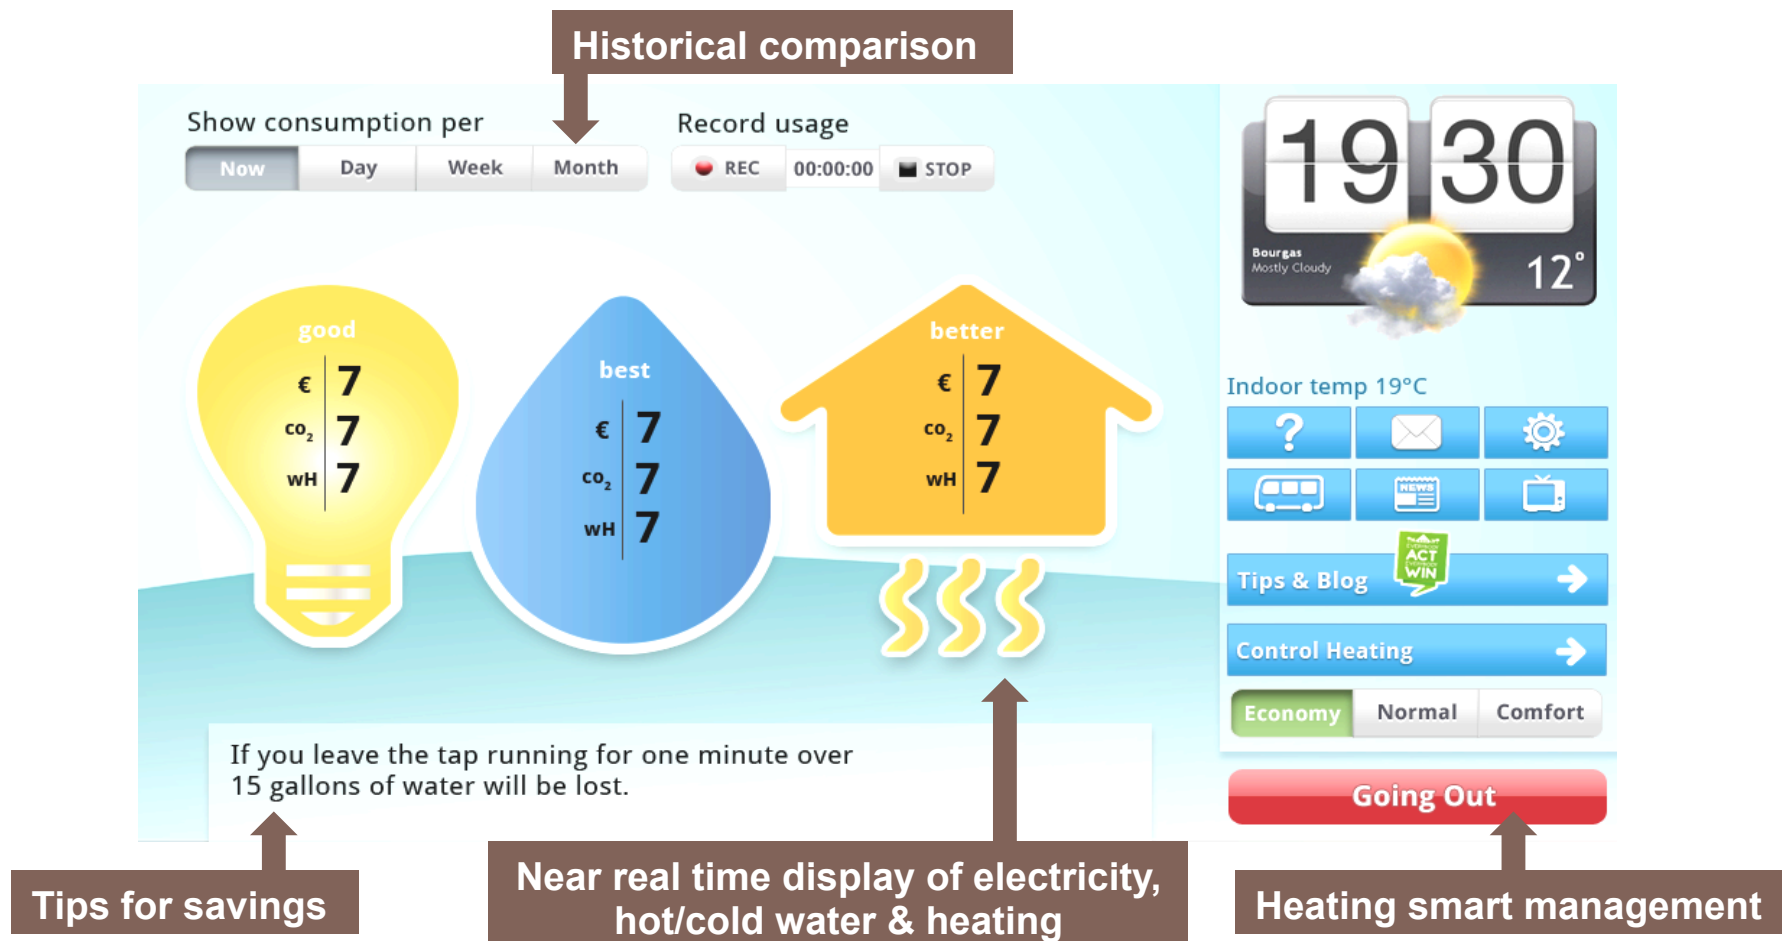 Historical comparison
Show consumption per
Now Day Week Month
Record usage
REC 00:00:00 STOP
19 30
Bourgas
Mostly Cloudy
12°
good
€ 7
co₂ 7
wH 7
best
€ 7
co₂ 7
wH 7
better
€ 7
co₂ 7
wH 7
Indoor temp 19°C
?
NEWS
Tips & Blog
EVERYBODY
ACT
EVERYBODY
WIN
Control Heating
Economy Normal Comfort
Going Out
If you leave the tap running for one minute over
15 gallons of water will be lost.
Tips for savings
Near real time display of electricity,
hot/cold water & heating
Heating smart management